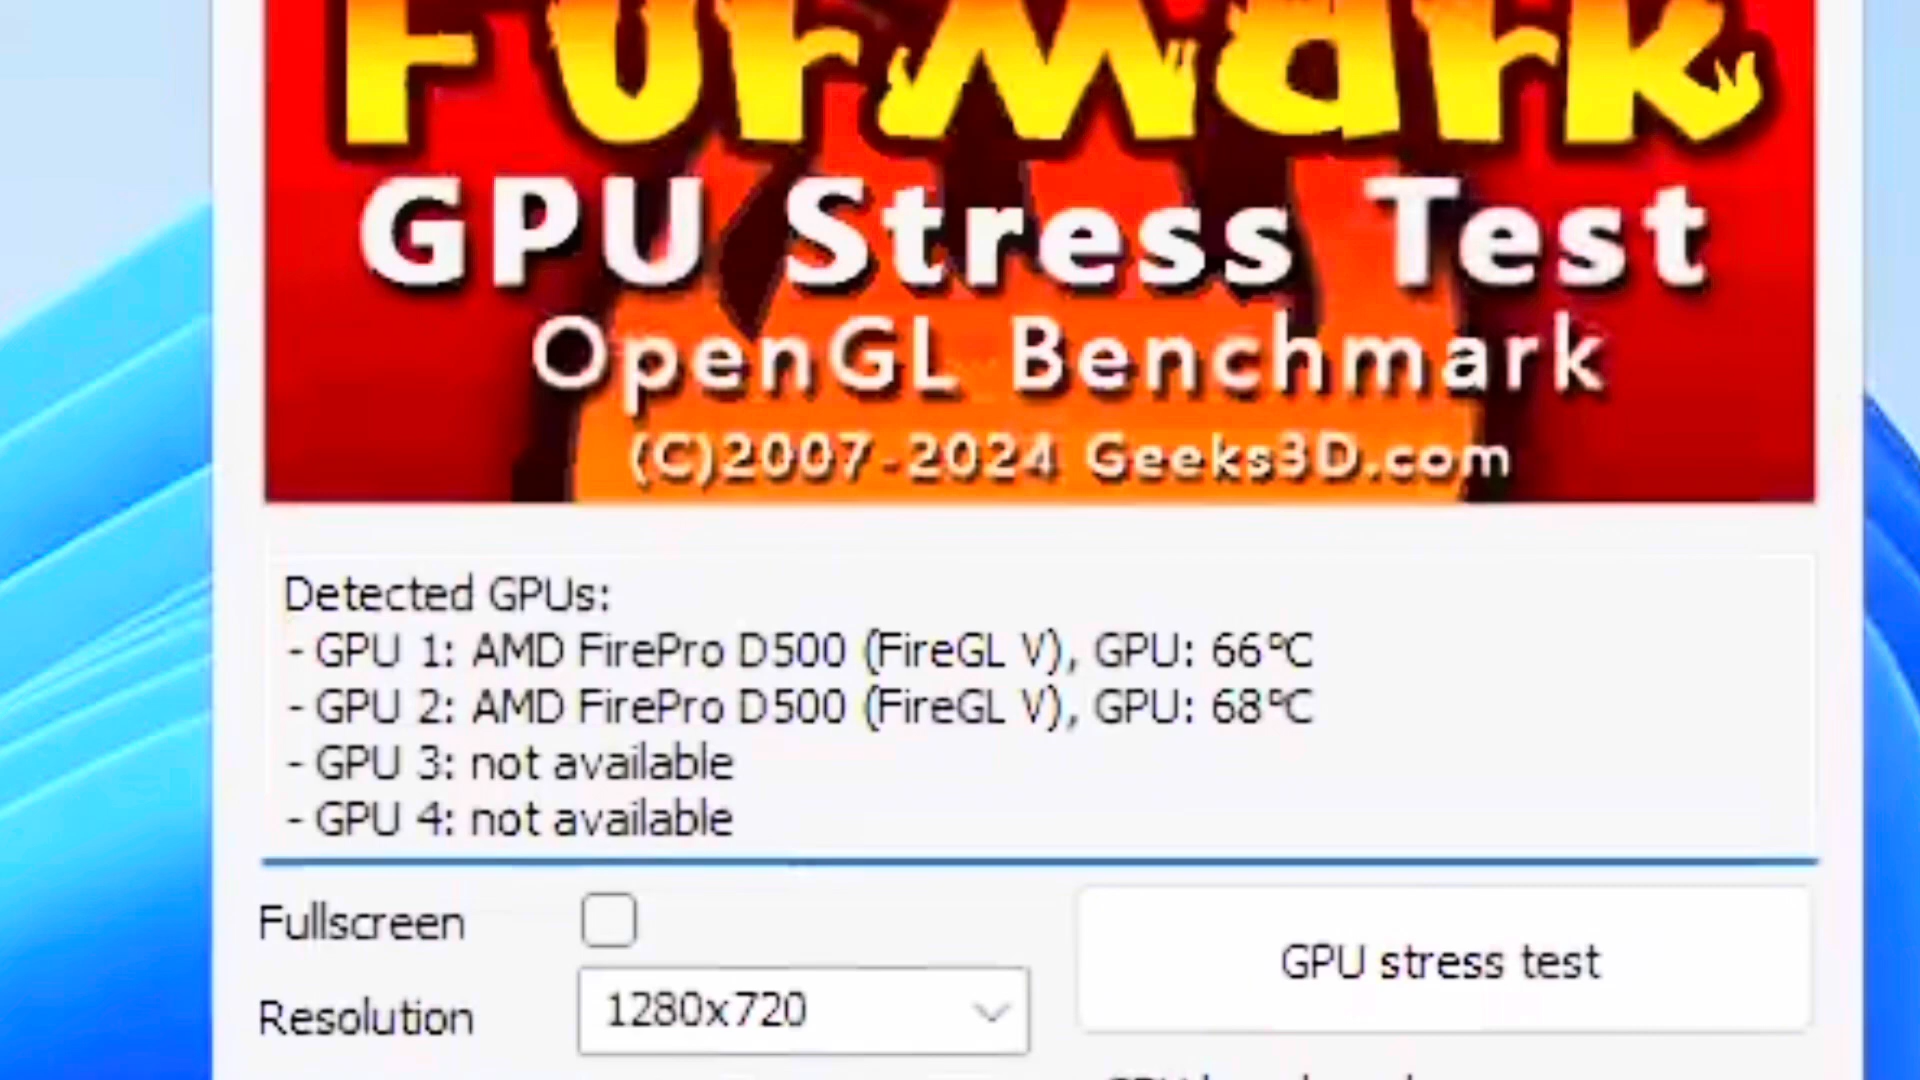 FurMark
GPU Stress Test
OpenGL Benchmark
(C)2007-2024 Geeks3D.com
Detected GPUs:
- GPU 1: AMD FirePro D500 (FireGL V), GPU: 66°C
- GPU 2: AMD FirePro D500 (FireGL V), GPU: 68°C
- GPU 3: not available
- GPU 4: not available
Fullscreen
GPU stress test
Resolution
1280x720